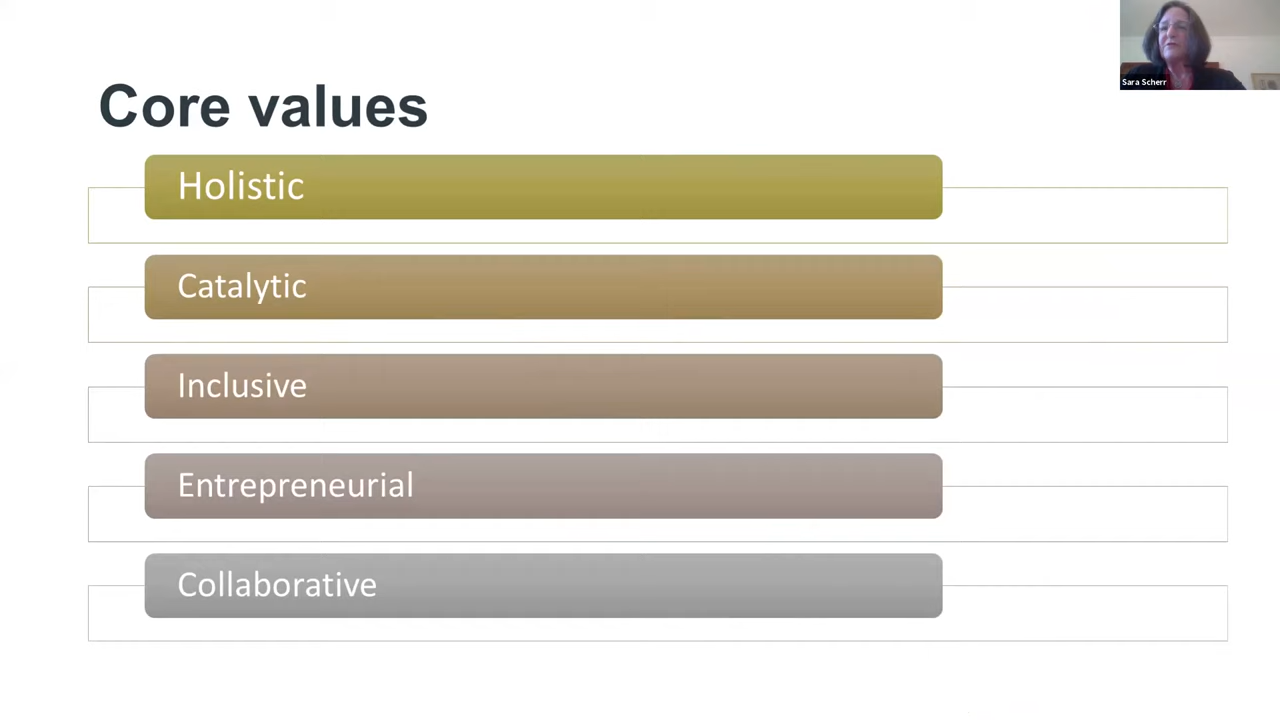 Sara Scherr
Core values
Holistic
Catalytic
Inclusive
Entrepreneurial
Collaborative